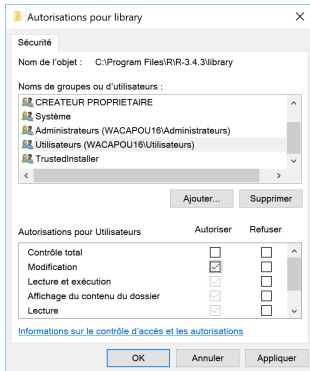 Autorisations pour library
Sécurité
Nom de l'objet : C:\Program Files\R\R-3.4.3\library
Noms de groupes ou d'utilisateurs :
CREATEUR PROPRIETAIRE
Système
Administrateurs (WACAPOU16\Administrateurs)
Utilisateurs (WACAPOU16\Utilisateurs)
TrustedInstaller
Ajouter... Supprimer
Autorisations pour Utilisateurs Autoriser Refuser
Contrôle total
Modification
Lecture et exécution
Affichage du contenu du dossier
Lecture
Informations sur le contrôle d'accès et les autorisations
OK Annuler Appliquer